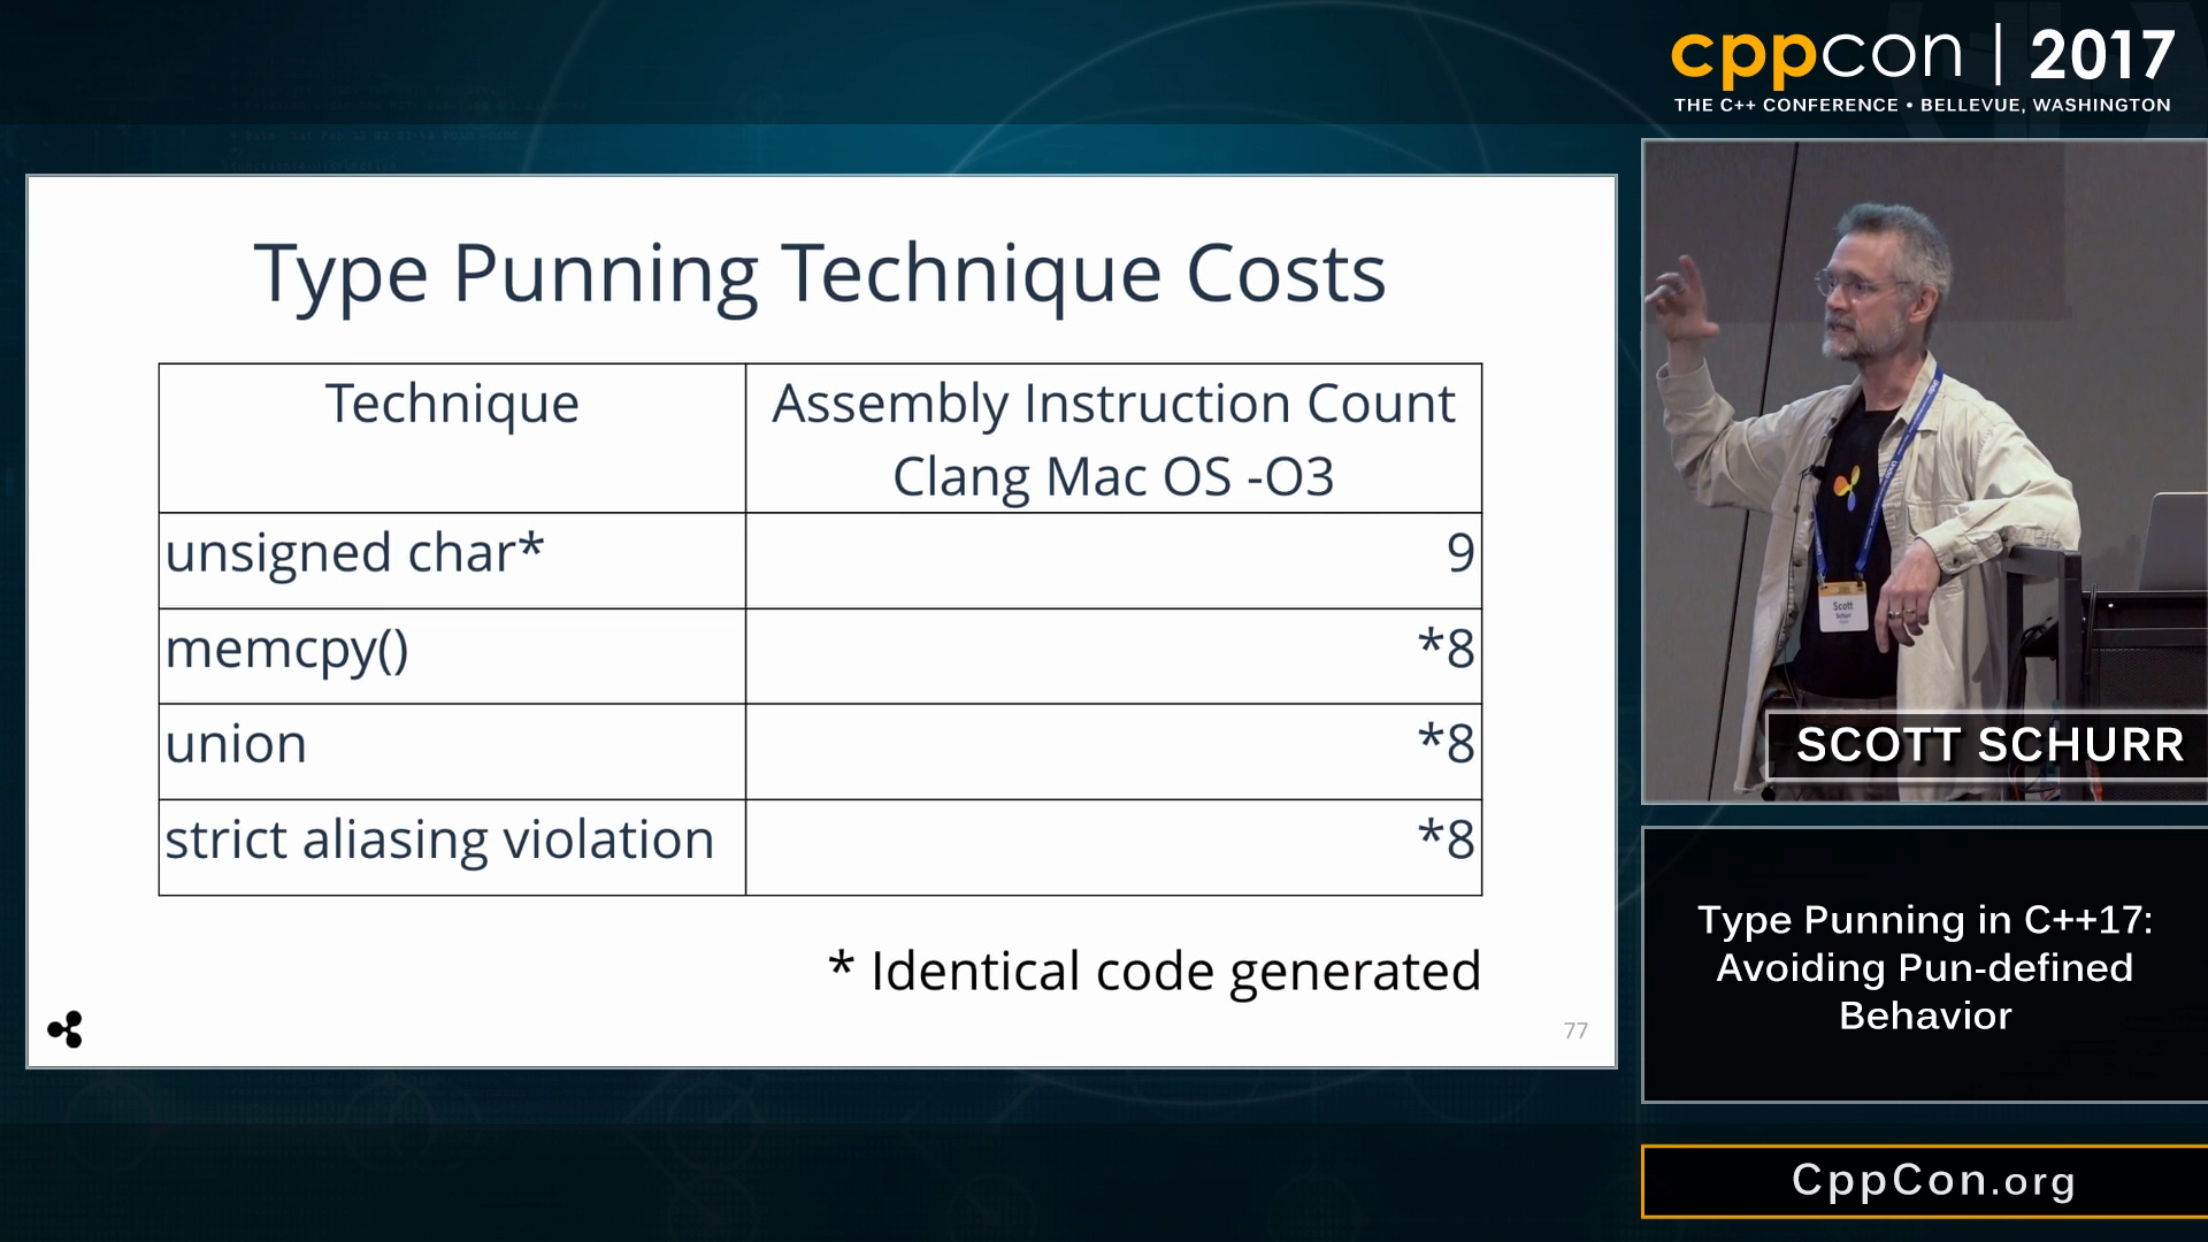 cppcon | 2017
THE C++ CONFERENCE • BELLEVUE, WASHINGTON
Type Punning Technique Costs
Technique
Assembly Instruction Count
Clang Mac OS -O3
unsigned char*
9
memcpy()
*8
union
*8
strict aliasing violation
*8
* Identical code generated
77
Scott
Schurr
SCOTT SCHURR
Type Punning in C++17:
Avoiding Pun-defined
Behavior
CppCon.org